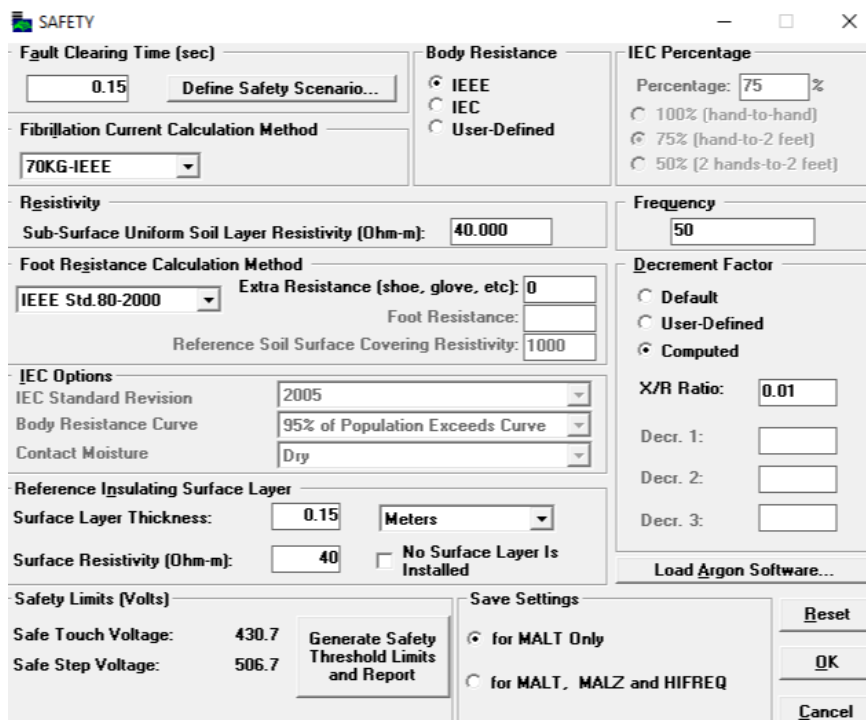 SAFETY
Fault Clearing Time (sec)
0.15
Define Safety Scenario...
Body Resistance
IEEE
IEC
User-Defined
IEC Percentage
Percentage: 75 %
100% (hand-to-hand)
75% (hand-to-2 feet)
50% (2 hands-to-2 feet)
Fibrillation Current Calculation Method
70KG-IEEE
Resistivity
Sub-Surface Uniform Soil Layer Resistivity (Ohm-m): 40.000
Frequency
50
Foot Resistance Calculation Method
IEEE Std.80-2000
Extra Resistance (shoe, glove, etc): 0
Foot Resistance:
Reference Soil Surface Covering Resistivity: 1000
Decrement Factor
Default
User-Defined
Computed
X/R Ratio: 0.01
Decr. 1:
Decr. 2:
Decr. 3:
IEC Options
IEC Standard Revision 2005
Body Resistance Curve 95% of Population Exceeds Curve
Contact Moisture Dry
Reference Insulating Surface Layer
Surface Layer Thickness: 0.15 Meters
Surface Resistivity (Ohm-m): 40
No Surface Layer Is
Installed
Load Argon Software...
Safety Limits (Volts)
Safe Touch Voltage: 430.7
Safe Step Voltage: 506.7
Generate Safety
Threshold Limits
and Report
Save Settings
for MALT Only
for MALT, MALZ and HIFREQ
Reset
OK
Cancel